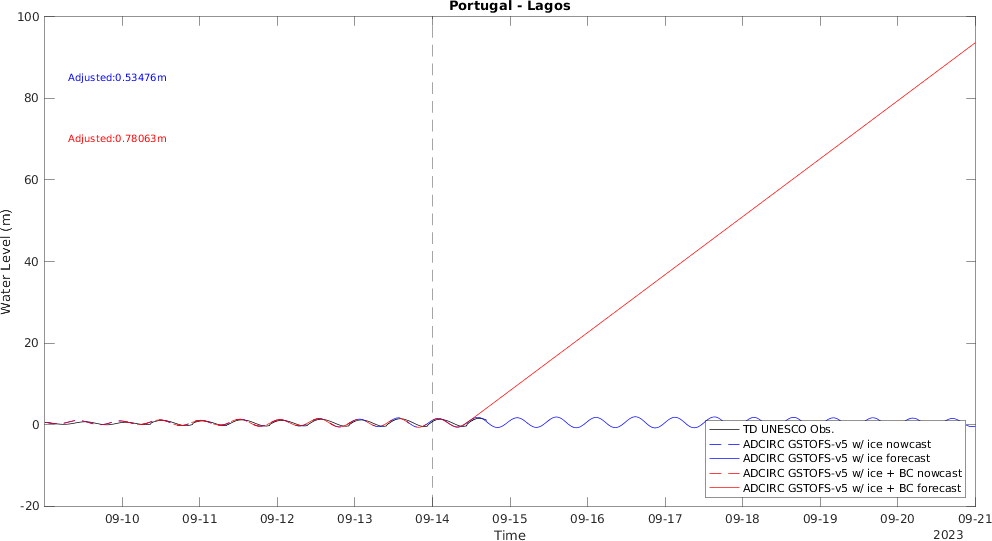 Portugal - Lagos
100
80
60
40
20
0
-20
Water Level (m)
Adjusted:0.53476m
Adjusted:0.78063m
TD UNESCO Obs.
ADCIRC GSTOFS-v5 w/ ice nowcast
ADCIRC GSTOFS-v5 w/ ice forecast
ADCIRC GSTOFS-v5 w/ ice + BC nowcast
ADCIRC GSTOFS-v5 w/ ice + BC forecast
09-10 09-11 09-12 09-13 09-14 09-15 09-16 09-17 09-18 09-19 09-20 09-21
Time
2023